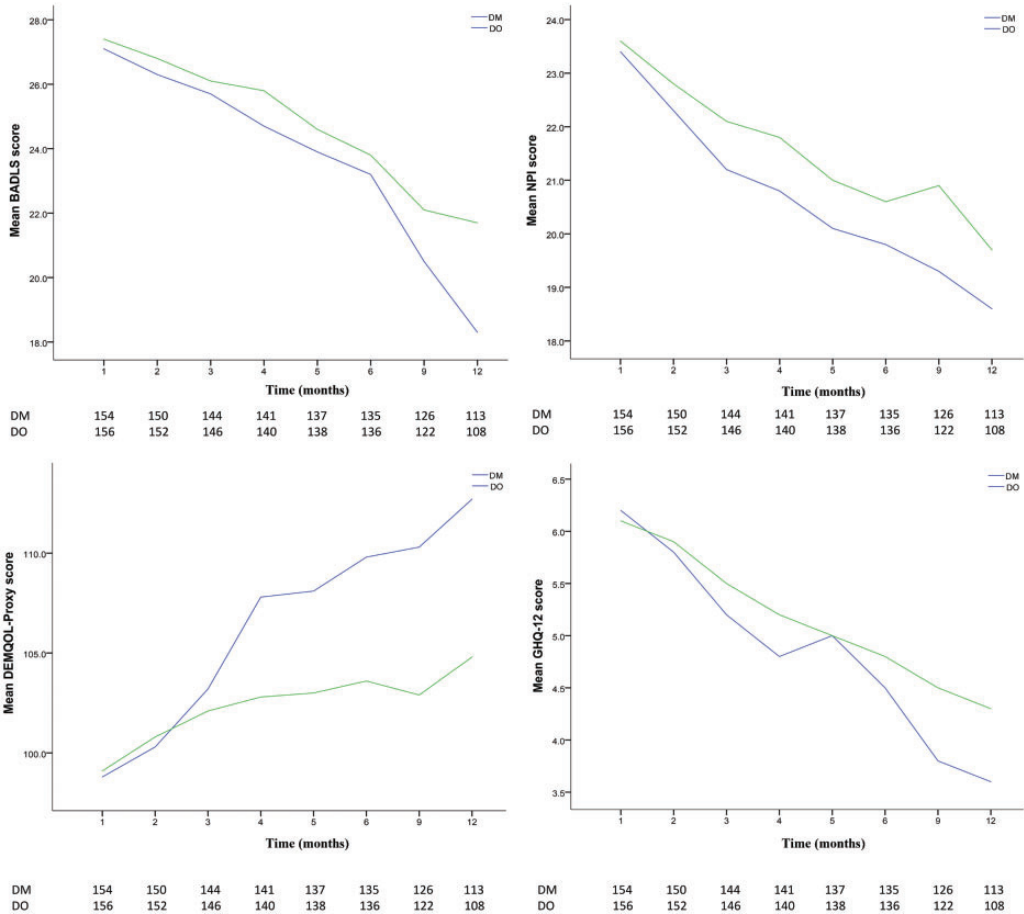 28.0
26.0
24.0
22.0
20.0
18.0
Mean BADLS score
DM
DO
1 2 3 4 5 6 9 12
Time (months)
DM 154 150 144 141 137 135 126 113
DO 156 152 146 140 138 136 122 108
24.0
23.0
22.0
21.0
20.0
19.0
18.0
Mean NPI score
DM
DO
1 2 3 4 5 6 9 12
Time (months)
DM 154 150 144 141 137 135 126 113
DO 156 152 146 140 138 136 122 108
110.0
105.0
100.0
Mean DEMQOL-Proxy score
DM
DO
1 2 3 4 5 6 9 12
Time (months)
DM 154 150 144 141 137 135 126 113
DO 156 152 146 140 138 136 122 108
6.5
6.0
5.5
5.0
4.5
4.0
3.5
Mean GHQ-12 score
DM
DO
1 2 3 4 5 6 9 12
Time (months)
DM 154 150 144 141 137 135 126 113
DO 156 152 146 140 138 136 122 108